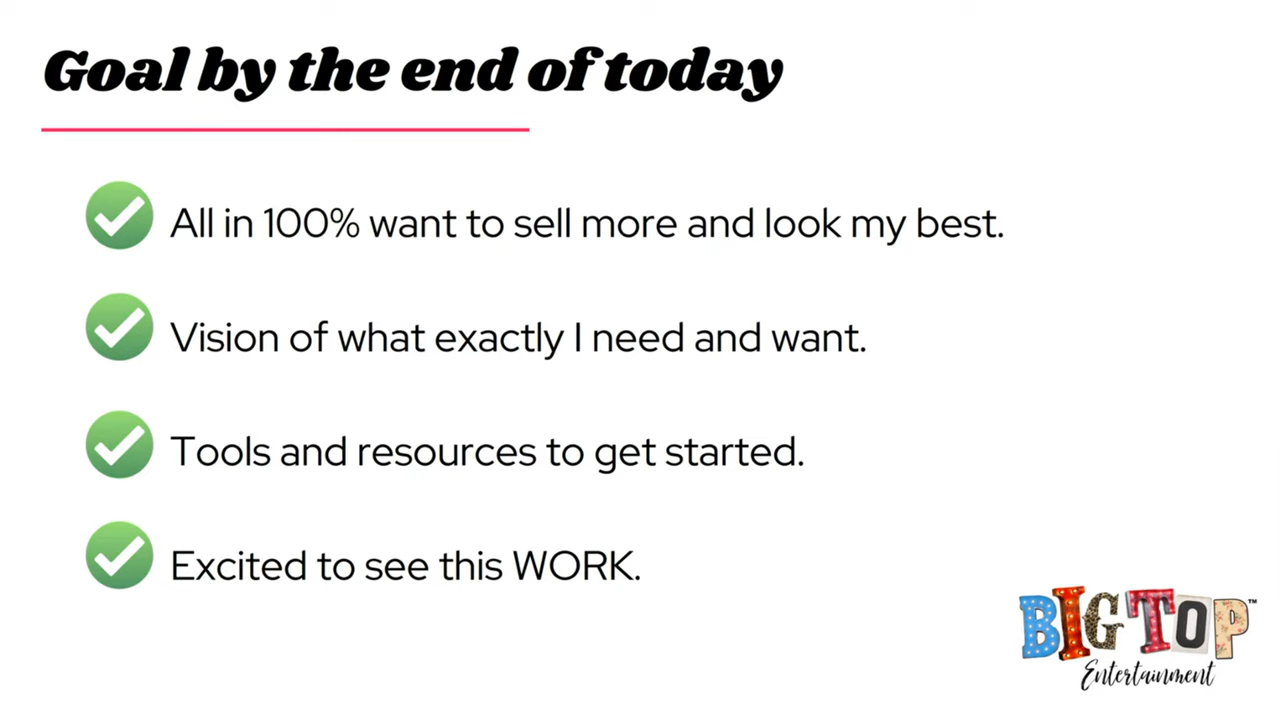 Goal by the end of today
All in 100% want to sell more and look my best.
Vision of what exactly I need and want.
Tools and resources to get started.
Excited to see this WORK.
BIG TOP™
Entertainment